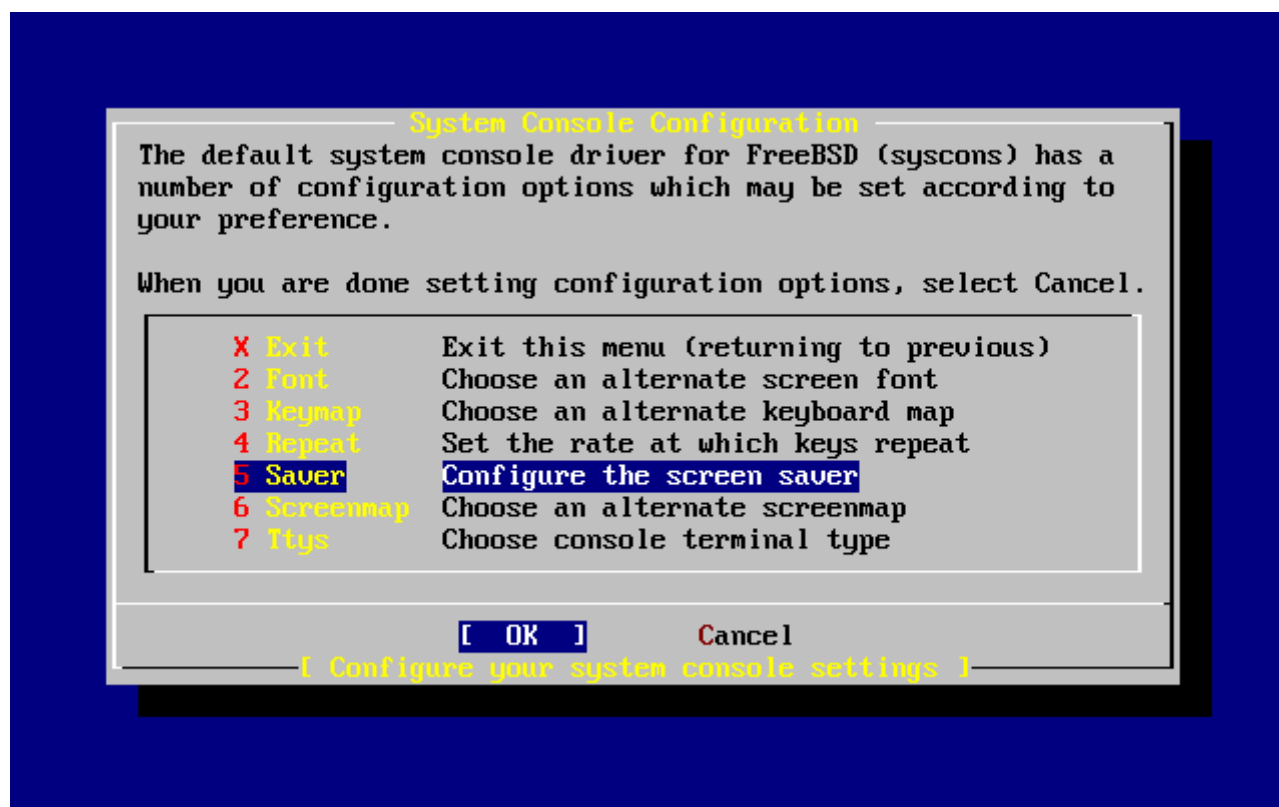 System Console Configuration
The default system console driver for FreeBSD (syscons) has a
number of configuration options which may be set according to
your preference.
When you are done setting configuration options, select Cancel.
X Exit Exit this menu (returning to previous)
2 Font Choose an alternate screen font
3 Keymap Choose an alternate keyboard map
4 Repeat Set the rate at which keys repeat
5 Saver Configure the screen saver
6 Screenmap Choose an alternate screenmap
7 Ttys Choose console terminal type
[ OK ] Cancel
[ Configure your system console settings ]